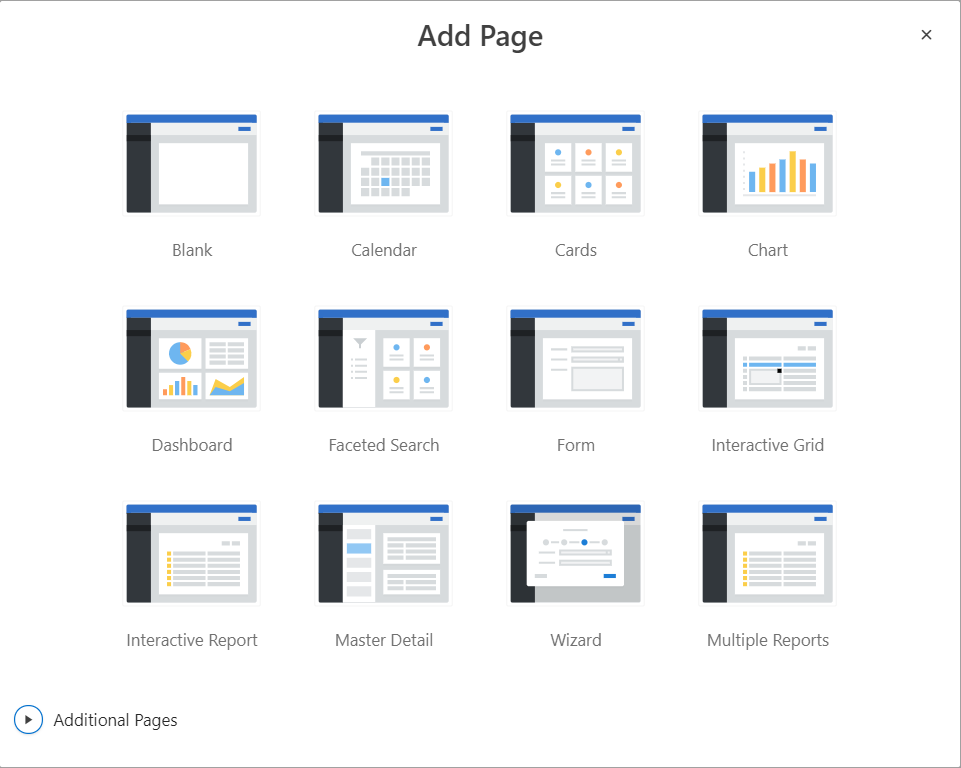 Add Page
Blank
Calendar
Cards
Chart
Dashboard
Faceted Search
Form
Interactive Grid
Interactive Report
Master Detail
Wizard
Multiple Reports
Additional Pages